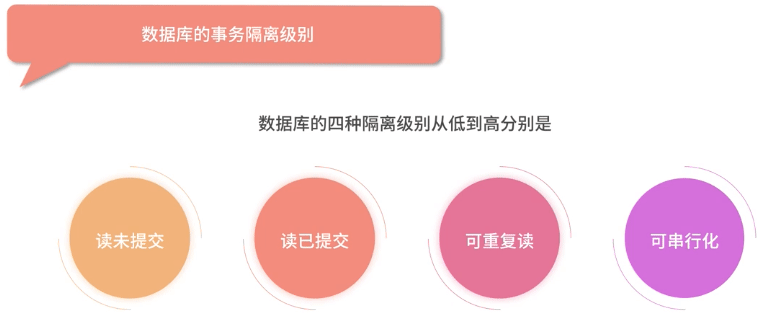 数据库的事务隔离级别
数据库的四种隔离级别从低到高分别是
读未提交
读已提交
可重复读
可串行化